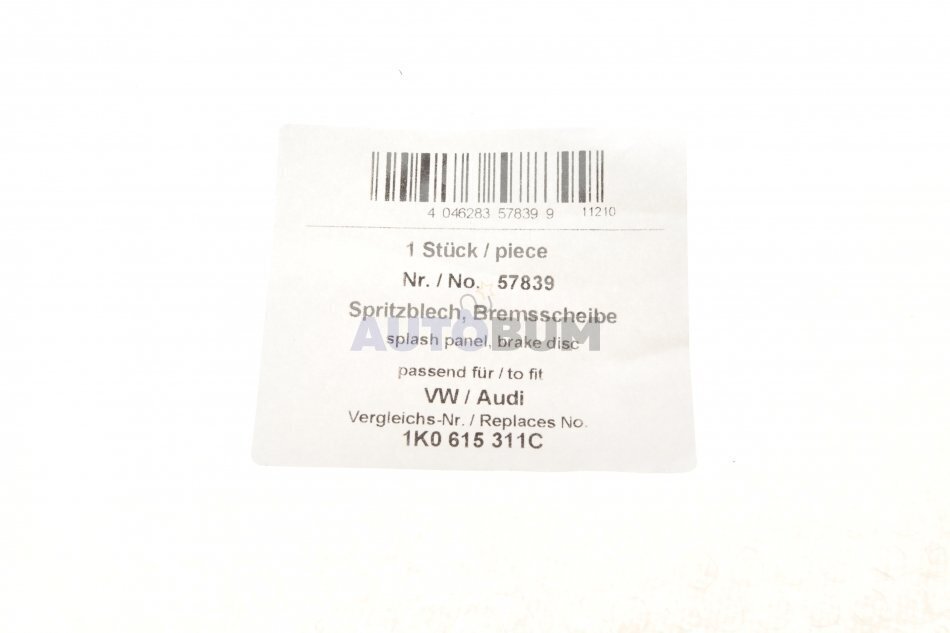 4 046283 57839 9 11210
1 Stück / piece
Nr. / No. 57839
Spritzblech, Bremsscheibe
AUTOBUM
splash panel, brake disc
passend für / to fit
VW / Audi
Vergleichs-Nr. / Replaces No.
1K0 615 311C